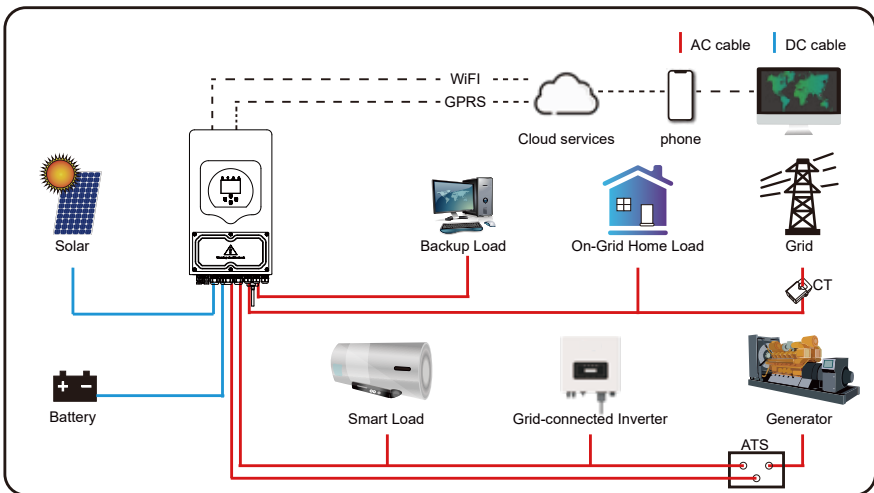 AC cable
DC cable
WiFI
GPRS
Cloud services
phone
Solar
Backup Load
On-Grid Home Load
Grid
CT
Battery
Smart Load
Grid-connected Inverter
Generator
ATS